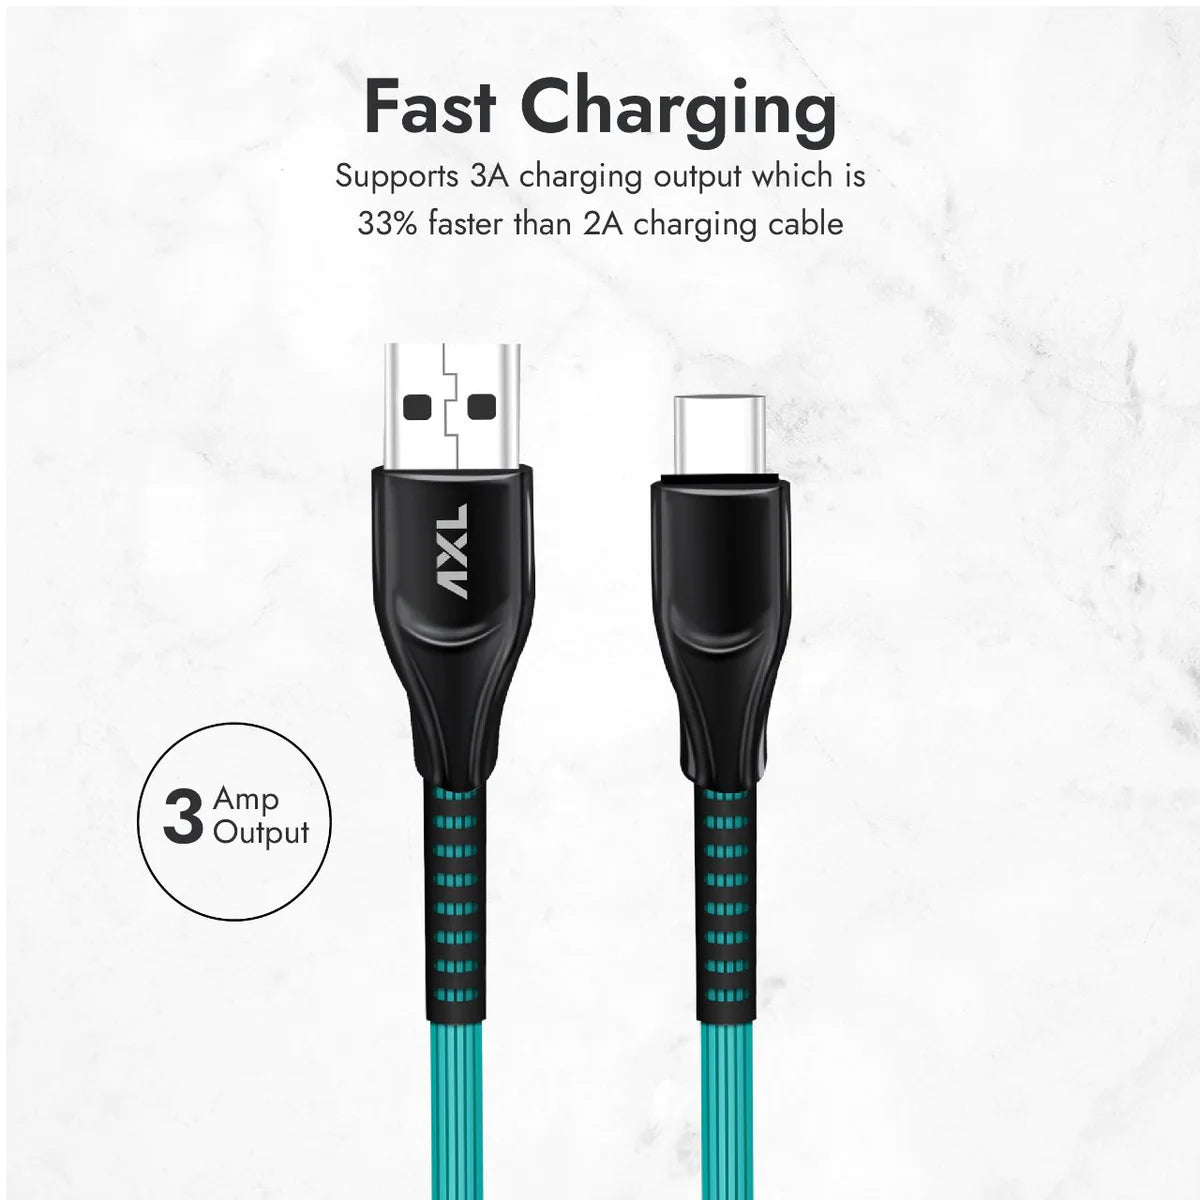 Fast Charging
Supports 3A charging output which is
33% faster than 2A charging cable
AXL
3 Amp
Output